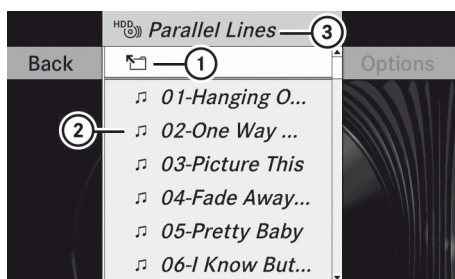 HDD Parallel Lines 3
Back 1 Options
01-Hanging O...
2 02-One Way ...
03-Picture This
04-Fade Away...
05-Pretty Baby
06-I Know But...